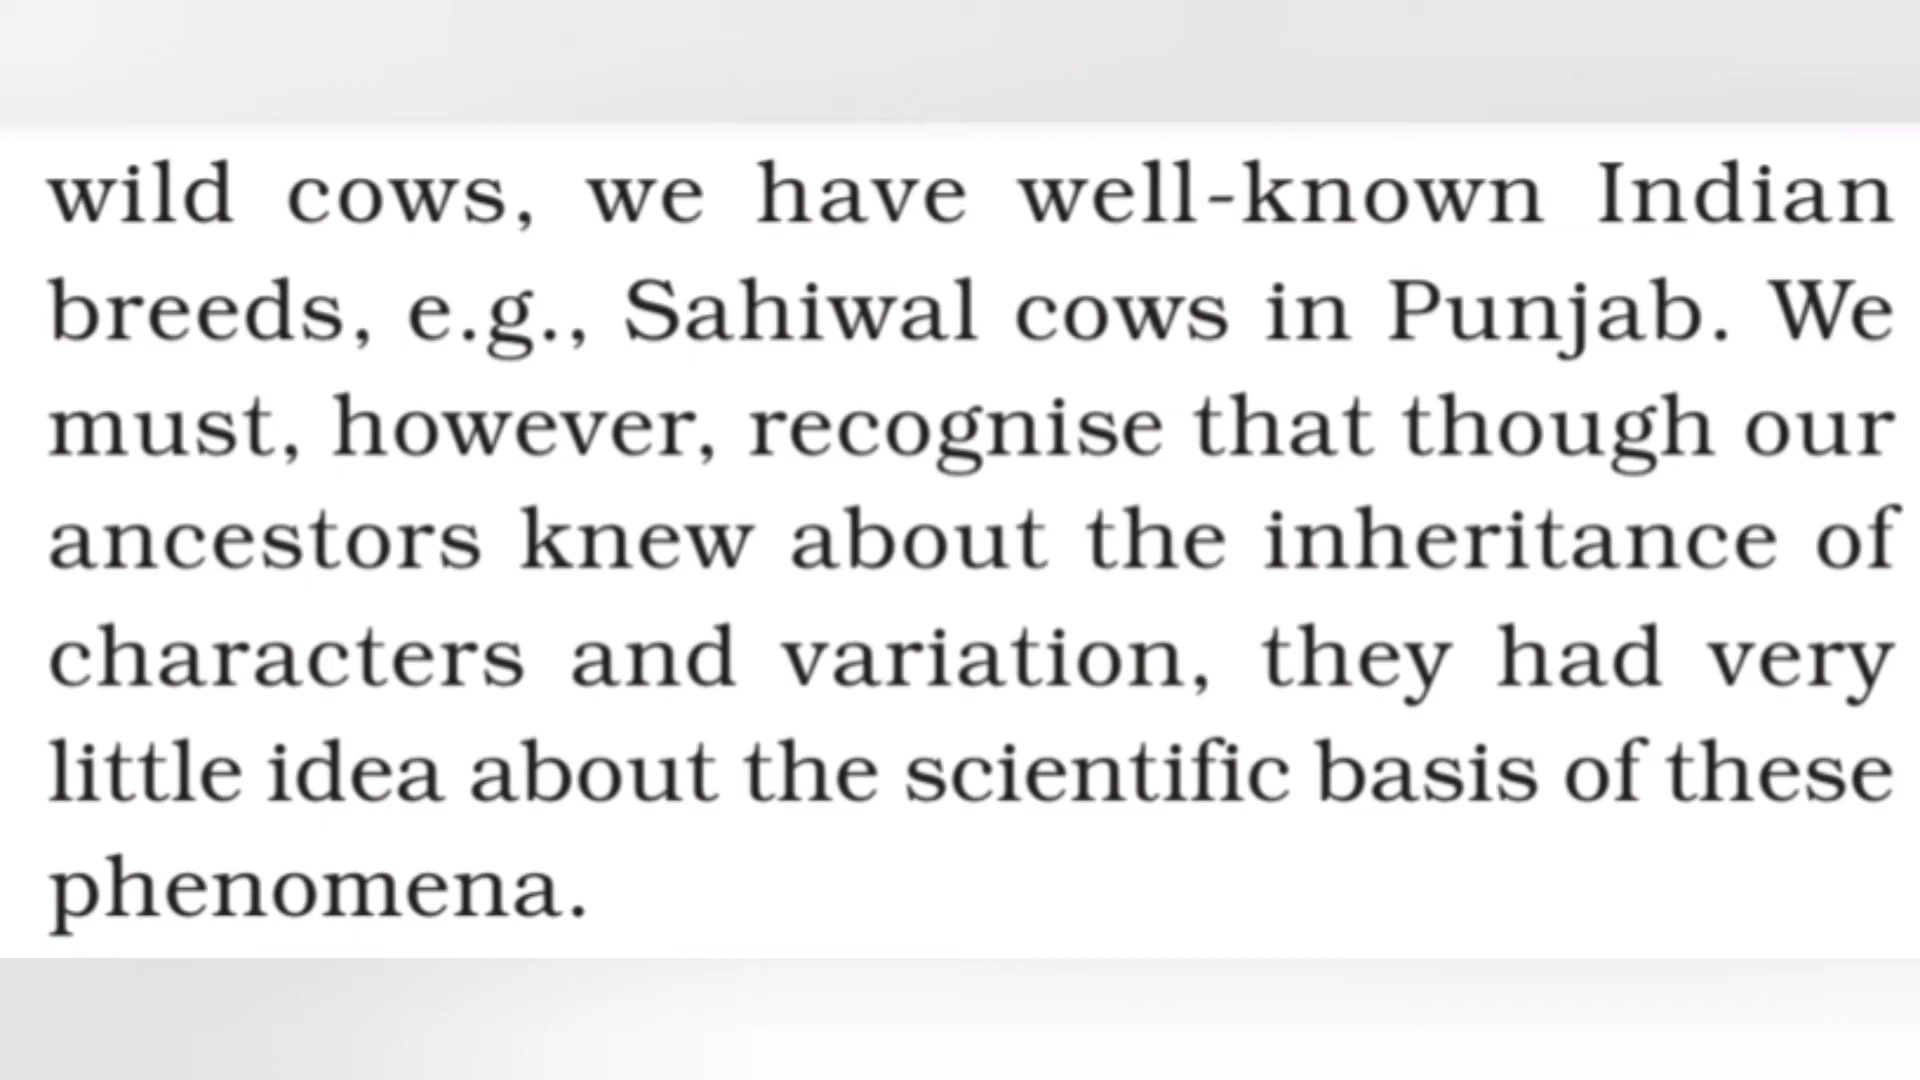 wild cows, we have well-known Indian
breeds, e.g., Sahiwal cows in Punjab. We
must, however, recognise that though our
ancestors knew about the inheritance of
characters and variation, they had very
little idea about the scientific basis of these
phenomena.